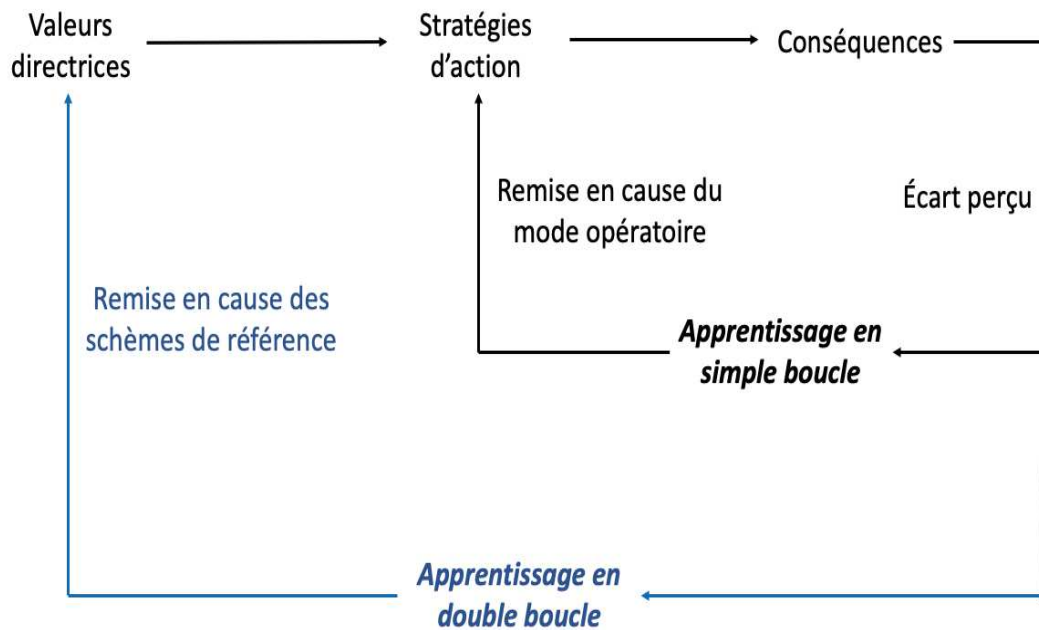 Valeurs
directrices
Stratégies
d’action
Conséquences
Remise en cause du
mode opératoire
Écart perçu
Remise en cause des
schèmes de référence
Apprentissage en
simple boucle
Apprentissage en
double boucle